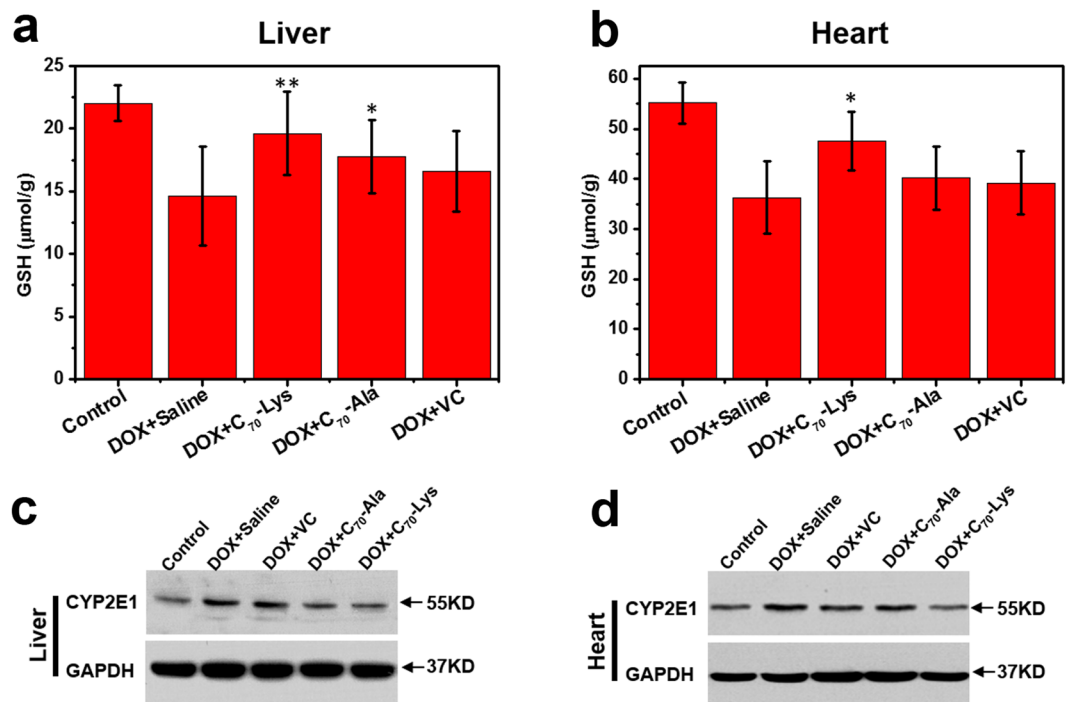 a
Liver
GSH (μmol/g)
25
20
15
10
5
0
**
*
Control
DOX+Saline
DOX+C₇₀-Lys
DOX+C₇₀-Ala
DOX+VC
b
Heart
GSH (μmol/g)
60
50
40
30
20
10
0
*
Control
DOX+Saline
DOX+C₇₀-Lys
DOX+C₇₀-Ala
DOX+VC
c
Control
DOX+Saline
DOX+VC
DOX+C₇₀-Ala
DOX+C₇₀-Lys
Liver
CYP2E1
55KD
GAPDH
37KD
d
Control
DOX+Saline
DOX+VC
DOX+C₇₀-Ala
DOX+C₇₀-Lys
Heart
CYP2E1
55KD
GAPDH
37KD